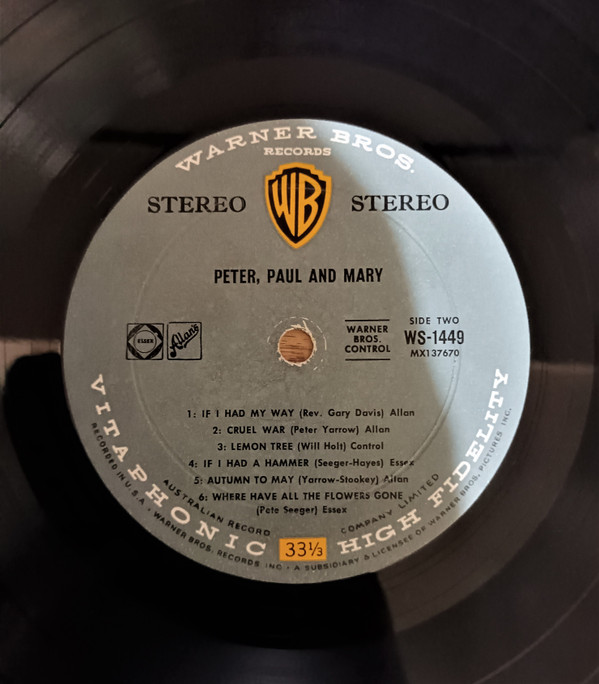 WARNER BROS.
RECORDS
WB
STEREO STEREO
PETER, PAUL AND MARY
ESSEX Allan's
WARNER
BROS.
CONTROL
SIDE TWO
WS-1449
MX137670
1: IF I HAD MY WAY (Rev. Gary Davis) Allan
2: CRUEL WAR (Peter Yarrow) Allan
3: LEMON TREE (Will Holt) Control
4: IF I HAD A HAMMER (Seeger-Hayes) Essex
5: AUTUMN TO MAY (Yarrow-Stookey) Allan
6: WHERE HAVE ALL THE FLOWERS GONE
(Pete Seeger) Essex
AUSTRALIAN RECORD COMPANY LIMITED
VITAPHONIC HIGH FIDELITY
33⅓
RECORDED IN U.S.A. • WARNER BROS. RECORDS INC • A SUBSIDIARY & LICENSEE OF WARNER BROS. PICTURES INC.